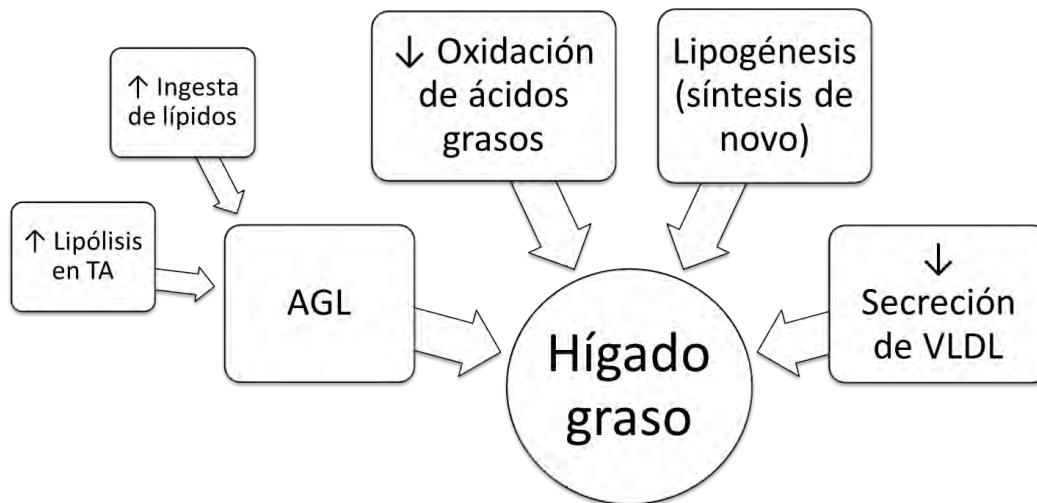 ↑ Ingesta
de lípidos
↑ Lipólisis
en TA
AGL
↓ Oxidación
de ácidos
grasos
Lipogénesis
(síntesis de
novo)
↓
Secreción
de VLDL
Hígado
graso